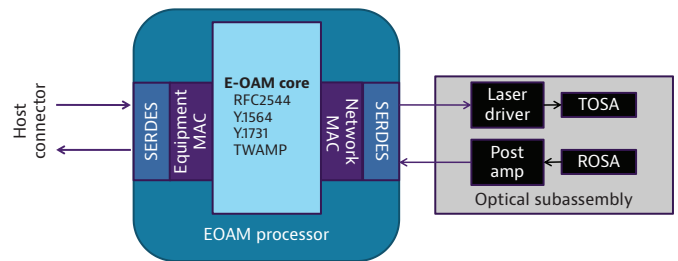 Host
connector
SERDES
Equipment
MAC
E-OAM core
RFC2544
Y.1564
Y.1731
TWAMP
Network
MAC
SERDES
EOAM processor
Laser
driver
TOSA
Post
amp
ROSA
Optical subassembly